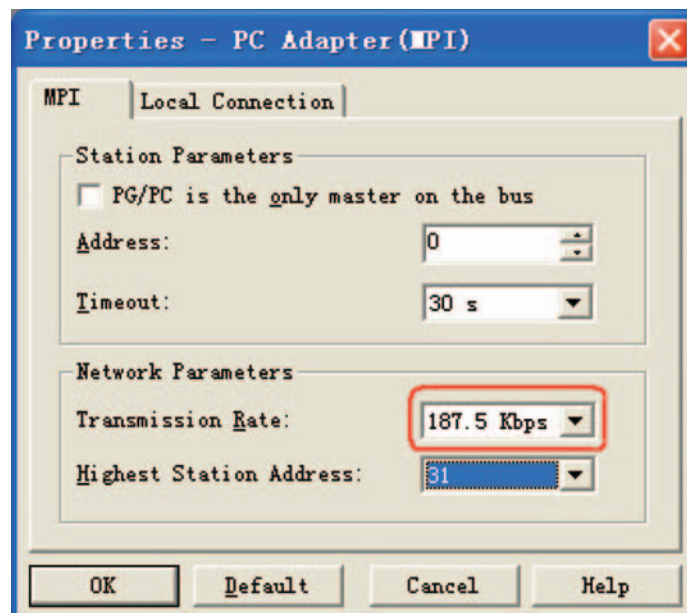 Properties - PC Adapter(MPI)
MPI
Local Connection
Station Parameters
PG/PC is the only master on the bus
Address:
0
Timeout:
30 s
Network Parameters
Transmission Rate:
187.5 Kbps
Highest Station Address:
31
OK
Default
Cancel
Help